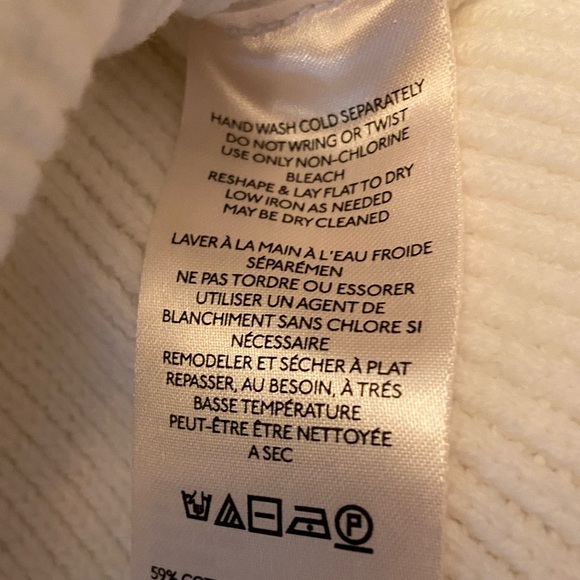 HAND WASH COLD SEPARATELY
DO NOT WRING OR TWIST
USE ONLY NON-CHLORINE
BLEACH
RESHAPE & LAY FLAT TO DRY
LOW IRON AS NEEDED
MAY BE DRY CLEANED
LAVER À LA MAIN À L'EAU FROIDE
SÉPARÉMEN
NE PAS TORDRE OU ESSORER
UTILISER UN AGENT DE
BLANCHIMENT SANS CHLORE SI
NÉCESSAIRE
REMODELER ET SÉCHER À PLAT
REPASSER, AU BESOIN, À TRÉS
BASSE TEMPÉRATURE
PEUT-ÊTRE ÊTRE NETTOYÉE
A SEC
P
59%